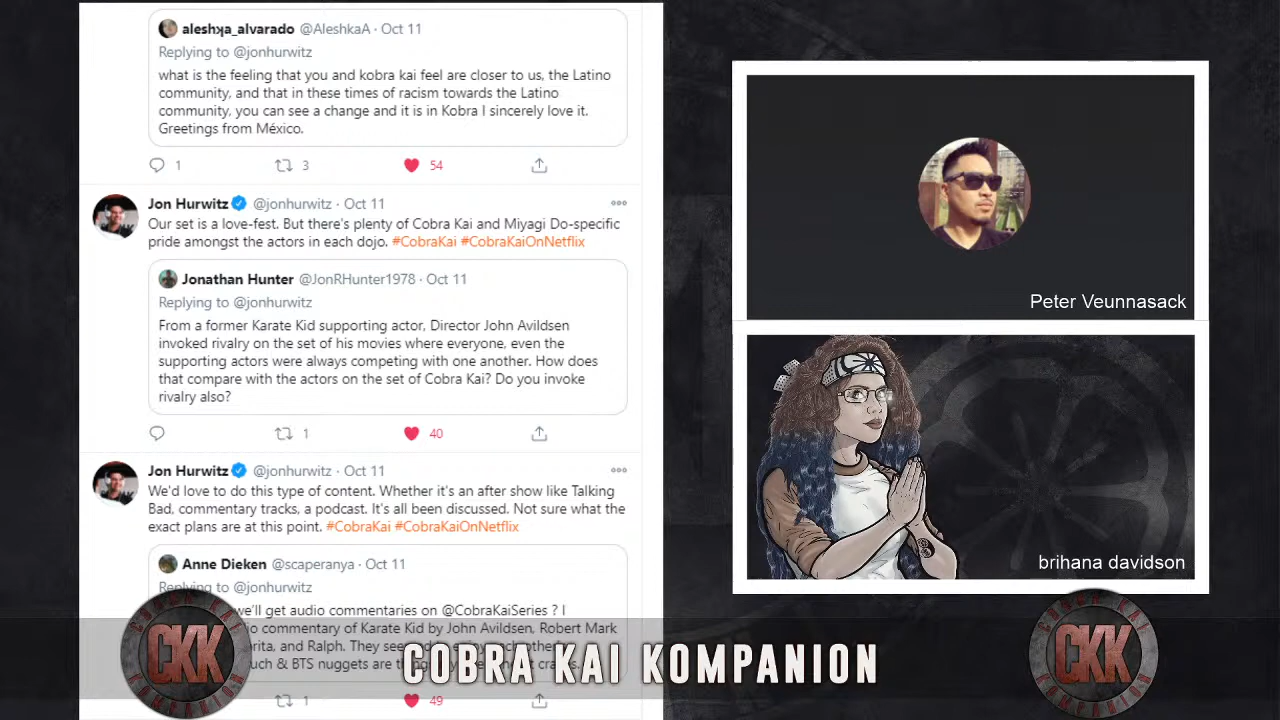 aleshʞa_alvarado @AleshkaA · Oct 11
Replying to @jonhurwitz
what is the feeling that you and kobra kai feel are closer to us, the Latino
community, and that in these times of racism towards the Latino
community, you can see a change and it is in Kobra I sincerely love it.
Greetings from México.
1 3 54
Jon Hurwitz @jonhurwitz · Oct 11
Our set is a love-fest. But there's plenty of Cobra Kai and Miyagi Do-specific
pride amongst the actors in each dojo. #CobraKai #CobraKaiOnNetflix
Jonathan Hunter @JonRHunter1978 · Oct 11
Replying to @jonhurwitz
From a former Karate Kid supporting actor, Director John Avildsen
invoked rivalry on the set of his movies where everyone, even the
supporting actors were always competing with one another. How does
that compare with the actors on the set of Cobra Kai? Do you invoke
rivalry also?
1 40
Jon Hurwitz @jonhurwitz · Oct 11
We'd love to do this type of content. Whether it's an after show like Talking
Bad, commentary tracks, a podcast. It's all been discussed. Not sure what the
exact plans are at this point. #CobraKai #CobraKaiOnNetflix
Anne Dieken @scaperanya · Oct 11
Replying to @jonhurwitz
we'll get audio commentaries on @CobraKaiSeries ? I
commentary of Karate Kid by John Avildsen, Robert Mark
and Ralph. They
& BTS nuggets are
1 49
Peter Veunnasack
brihana davidson
CKK
COBRA KAI KOMPANION
CKK
COBRA KAI KOMPANION
COBRA KAI KOMPANION